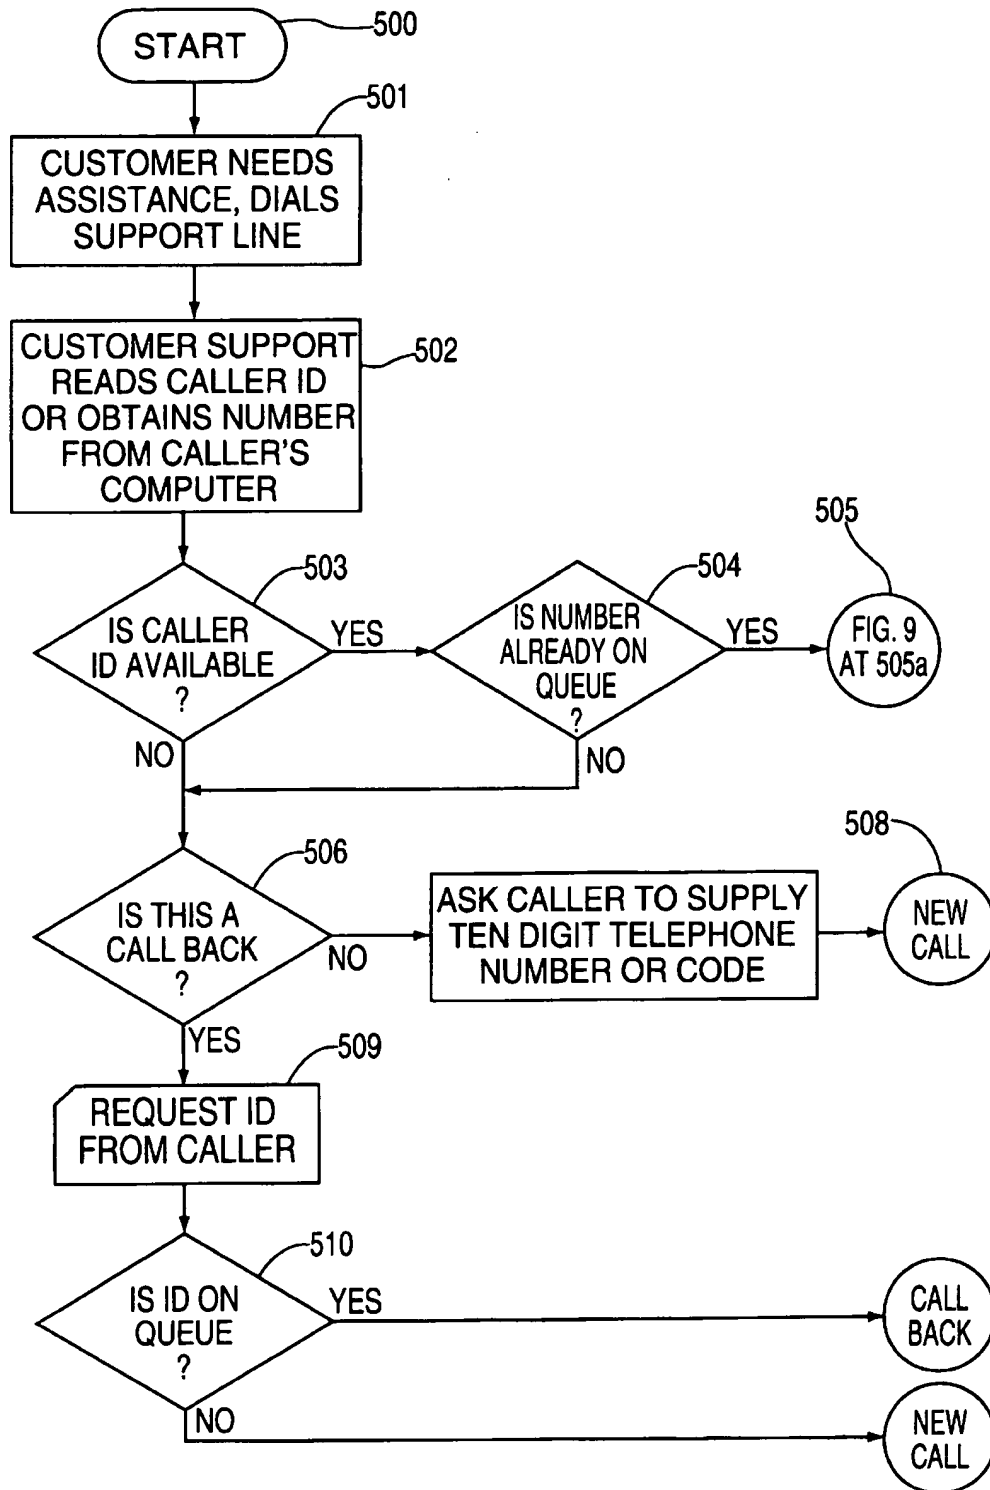 START
500
501
CUSTOMER NEEDS
ASSISTANCE, DIALS
SUPPORT LINE
CUSTOMER SUPPORT
READS CALLER ID
OR OBTAINS NUMBER
FROM CALLER'S
COMPUTER
502
503
IS CALLER
ID AVAILABLE
?
YES
NO
504
IS NUMBER
ALREADY ON
QUEUE
?
YES
NO
505
FIG. 9
AT 505a
506
IS THIS A
CALL BACK
?
NO
YES
ASK CALLER TO SUPPLY
TEN DIGIT TELEPHONE
NUMBER OR CODE
508
NEW
CALL
509
REQUEST ID
FROM CALLER
510
IS ID ON
QUEUE
?
YES
CALL
BACK
NO
NEW
CALL